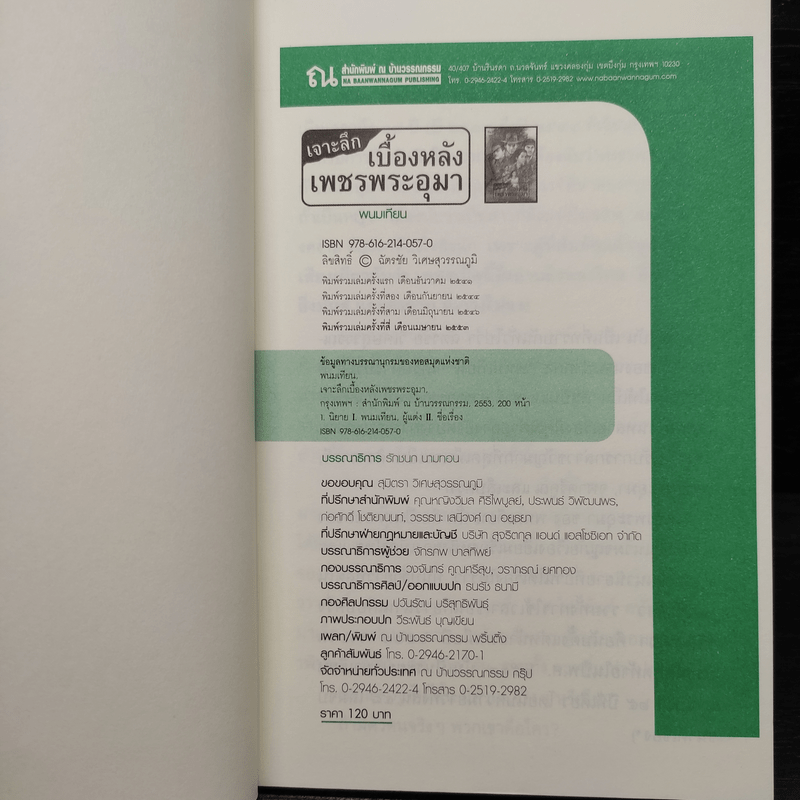 ณ สำนักพิมพ์ ณ บ้านวรรณกรรม
NA BAANWANNAGUM PUBLISHING
40/407 บ้านรินรดา ถ.นวลจันทร์ แขวงคลองกุ่ม เขตบึงกุ่ม กรุงเทพฯ 10230
โทร. 0-2946-2422-4 โทรสาร 0-2519-2982 www.nabaanwannagum.com
เจาะลึก
เบื้องหลัง
เพชรพระอุมา
พนมเทียน
ISBN 978-616-214-057-0
ลิขสิทธิ์ © ฉัตรชัย วิเศษสุวรรณภูมิ
พิมพ์รวมเล่มครั้งแรก เดือนธันวาคม ๒๕๔๑
พิมพ์รวมเล่มครั้งที่สอง เดือนกันยายน ๒๕๔๔
พิมพ์รวมเล่มครั้งที่สาม เดือนมิถุนายน ๒๕๔๖
พิมพ์รวมเล่มครั้งที่สี่ เดือนเมษายน ๒๕๕๓
ข้อมูลทางบรรณานุกรมของหอสมุดแห่งชาติ
พนมเทียน.
เจาะลึกเบื้องหลังเพชรพระอุมา.
กรุงเทพฯ : สำนักพิมพ์ ณ บ้านวรรณกรรม, 2553. 200 หน้า
1. นิยาย I. พนมเทียน, ผู้แต่ง II. ชื่อเรื่อง
ISBN 978-616-214-057-0
บรรณาธิการ รักชนก นามทอน
ขอขอบคุณ สุมิตรา วิเศษสุวรรณภูมิ
ที่ปรึกษาสำนักพิมพ์ คุณหญิงวิมล ศิริไพบูลย์, ประพนธ์ วิพัฒนพร,
ก่อศักดิ์ โชติยานนท์, วรรธนะ เสนีวงศ์ ณ อยุธยา
ที่ปรึกษาฝ่ายกฎหมายและบัญชี บริษัท สุจริตกุล แอนด์ แอสโซซิเอท จำกัด
บรรณาธิการผู้ช่วย จักรภพ บาลทิพย์
กองบรรณาธิการ วงจันทร์ คูณศรีสุข, วราภรณ์ ยศทอง
บรรณาธิการศิลป์/ออกแบบปก ธนรัช ธนามี
กองศิลปกรรม ปวันรัตน์ บริสุทธิพันธุ์
ภาพประกอบปก วีระพันธ์ บุญเขียน
เพลท/พิมพ์ ณ บ้านวรรณกรรม พริ้นติ้ง
ลูกค้าสัมพันธ์ โทร. 0-2946-2170-1
จัดจำหน่ายทั่วประเทศ ณ บ้านวรรณกรรม กรุ๊ป
โทร. 0-2946-2422-4 โทรสาร 0-2519-2982
ราคา 120 บาท